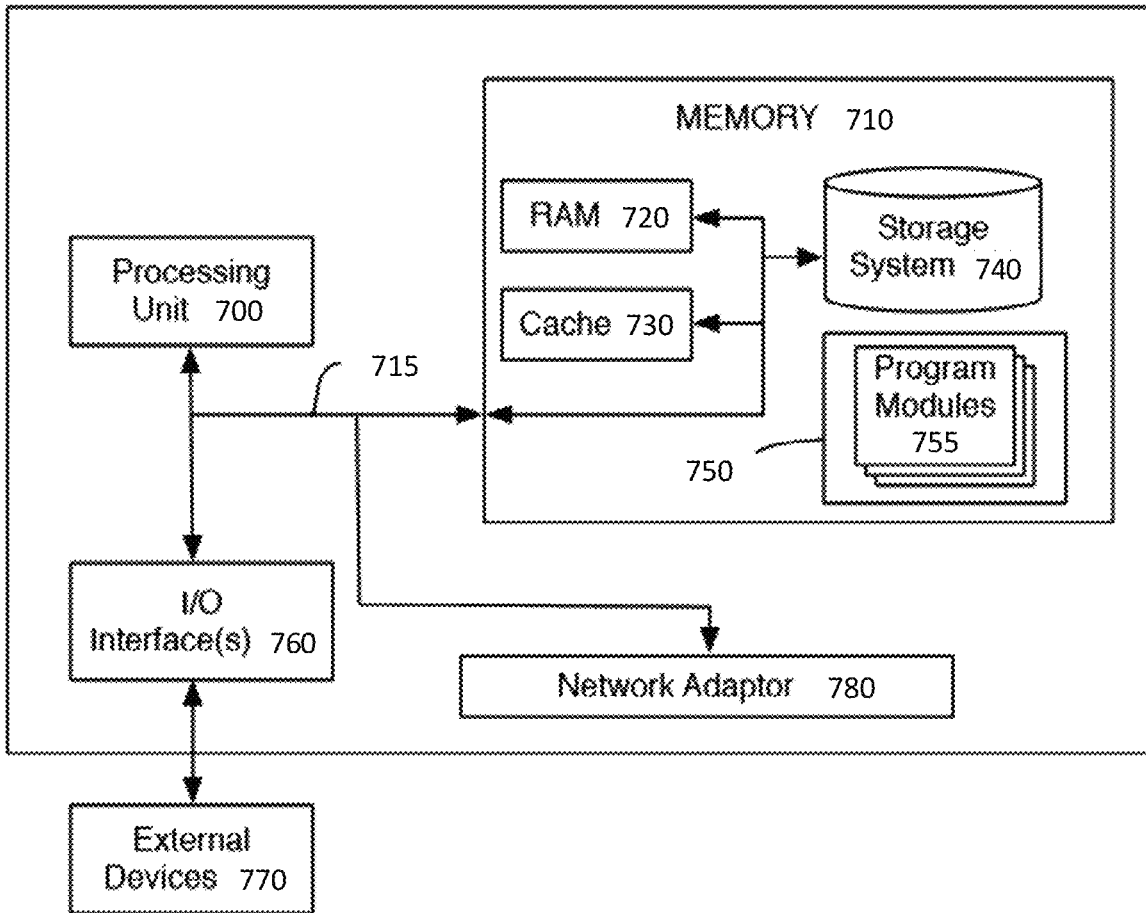 MEMORY 710
RAM 720
Storage
System 740
Processing
Unit 700
Cache 730
715
Program
Modules
755
750
I/O
Interface(s) 760
Network Adaptor 780
External
Devices 770